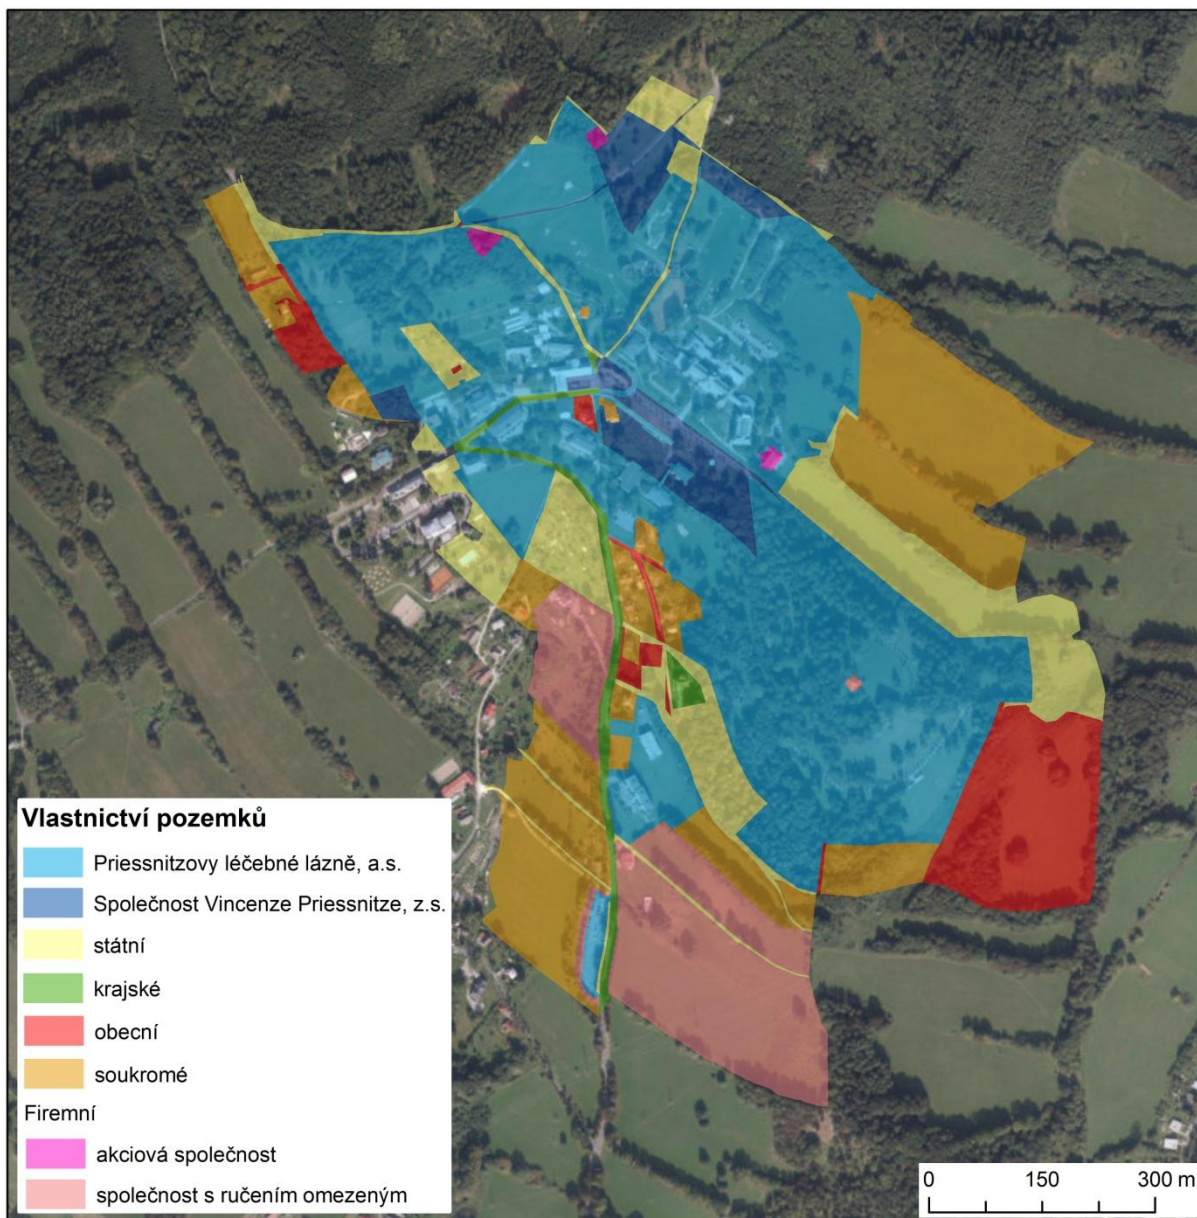 Vlastnictví pozemků
Priessnitzovy léčebné lázně, a.s.
Společnost Vincenze Priessnitze, z.s.
státní
krajské
obecní
soukromé
Firemní
akciová společnost
společnost s ručením omezeným
0 150 300 m